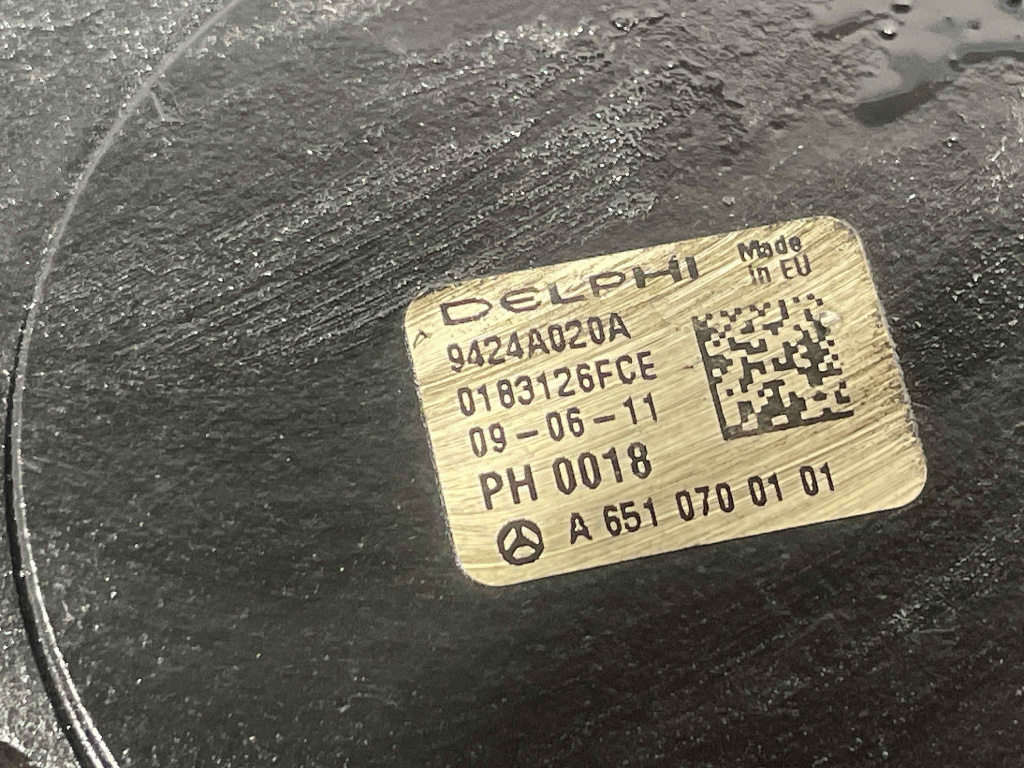 DELPHI
Made
in EU
9424A020A
0183126FCE
09-06-11
PH 0018
A 651 070 01 01